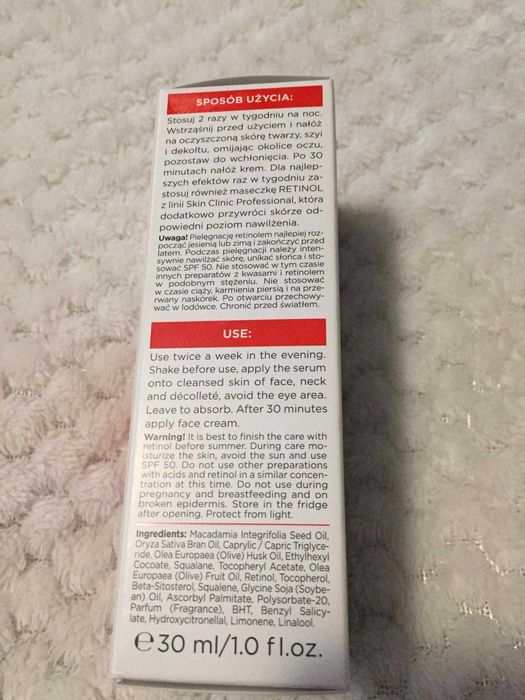 SPOSÓB UŻYCIA:
Stosuj 2 razy w tygodniu na noc.
Wstrząśnij przed użyciem i nałóż
na oczyszczoną skórę twarzy, szyi
i dekoltu, omijając okolice oczu,
pozostaw do wchłonięcia. Po 30
minutach nałóż krem. Dla najlep-
szych efektów raz w tygodniu za-
stosuj również maseczkę RETINOL
z linii Skin Clinic Professional, która
dodatkowo przywróci skórze od-
powiedni poziom nawilżenia.
Uwaga! Pielęgnację retinolem najlepiej roz-
począć jesienią lub zimą i zakończyć przed
latem. Podczas pielęgnacji należy inten-
sywnie nawilżać skórę, unikać słońca i sto-
sować SPF 50. Nie stosować w tym czasie
innych preparatów z kwasami i retinolem
w podobnym stężeniu. Nie stosować
w czasie ciąży, karmienia piersią i na prze-
rwany naskórek. Po otwarciu przechowy-
wać w lodówce. Chronić przed światłem.
USE:
Use twice a week in the evening.
Shake before use, apply the serum
onto cleansed skin of face, neck
and décolleté, avoid the eye area.
Leave to absorb. After 30 minutes
apply face cream.
Warning! It is best to finish the care with
retinol before summer. During care mo-
isturize the skin, avoid the sun and use
SPF 50. Do not use other preparations
with acids and retinol in a similar concen-
tration at this time. Do not use during
pregnancy and breastfeeding and on
broken epidermis. Store in the fridge
after opening. Protect from light.
Ingredients: Macadamia Integrifolia Seed Oil,
Oryza Sativa Bran Oil, Caprylic / Capric Triglyce-
ride, Olea Europaea (Olive) Husk Oil, Ethylhexyl
Cocoate, Squalane, Tocopheryl Acetate, Olea
Europaea (Olive) Fruit Oil, Retinol, Tocopherol,
Beta-Sitosterol, Squalene, Glycine Soja (Soybe-
an) Oil, Ascorbyl Palmitate, Polysorbate-20,
Parfum (Fragrance), BHT, Benzyl Salicy-
late, Hydroxycitronellal, Limonene, Linalool.
℮30 ml/1.0 fl.oz.